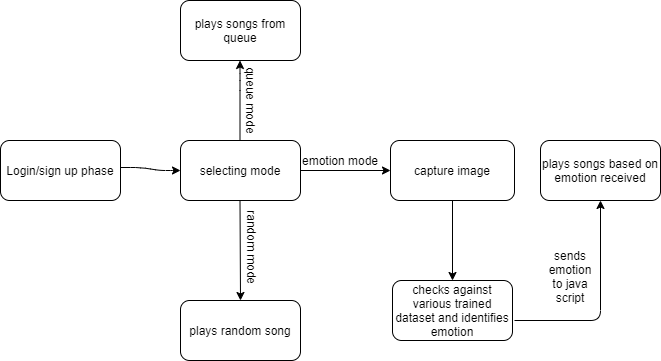 plays songs from
queue
queue mode
Login/sign up phase
selecting mode
emotion mode
capture image
plays songs based on
emotion received
random mode
sends
emotion
to java
script
checks against
various trained
dataset and identifies
emotion
plays random song